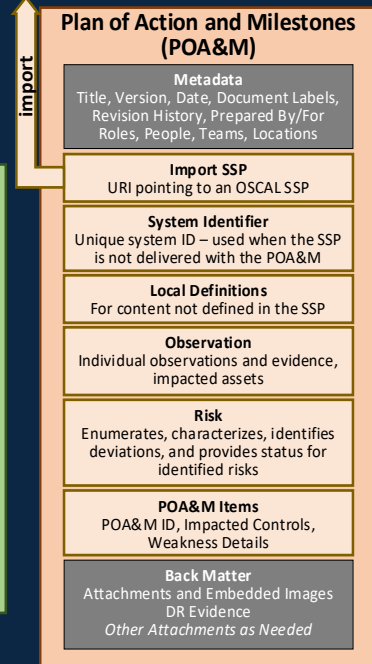 Plan of Action and Milestones
(POA&M)
import
Metadata
Title, Version, Date, Document Labels,
Revision History, Prepared By/For
Roles, People, Teams, Locations
Import SSP
URI pointing to an OSCAL SSP
System Identifier
Unique system ID – used when the SSP
is not delivered with the POA&M
Local Definitions
For content not defined in the SSP
Observation
Individual observations and evidence,
impacted assets
Risk
Enumerates, characterizes, identifies
deviations, and provides status for
identified risks
POA&M Items
POA&M ID, Impacted Controls,
Weakness Details
Back Matter
Attachments and Embedded Images
DR Evidence
Other Attachments as Needed